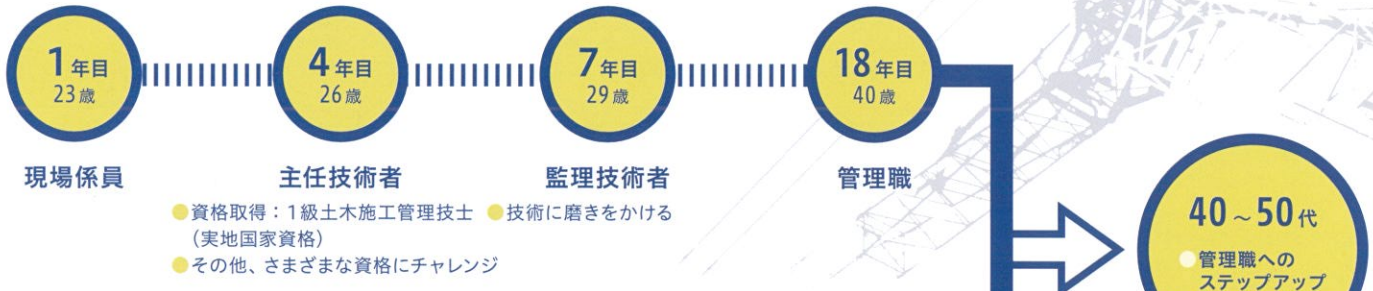 1年目
23歳
4年目
26歳
7年目
29歳
18年目
40歳
現場係員
主任技術者
監理技術者
管理職
●資格取得：1級土木施工管理技士
（実地国家資格）
●その他、さまざまな資格にチャレンジ
●技術に磨きをかける
40～50代
●管理職への
ステップアップ